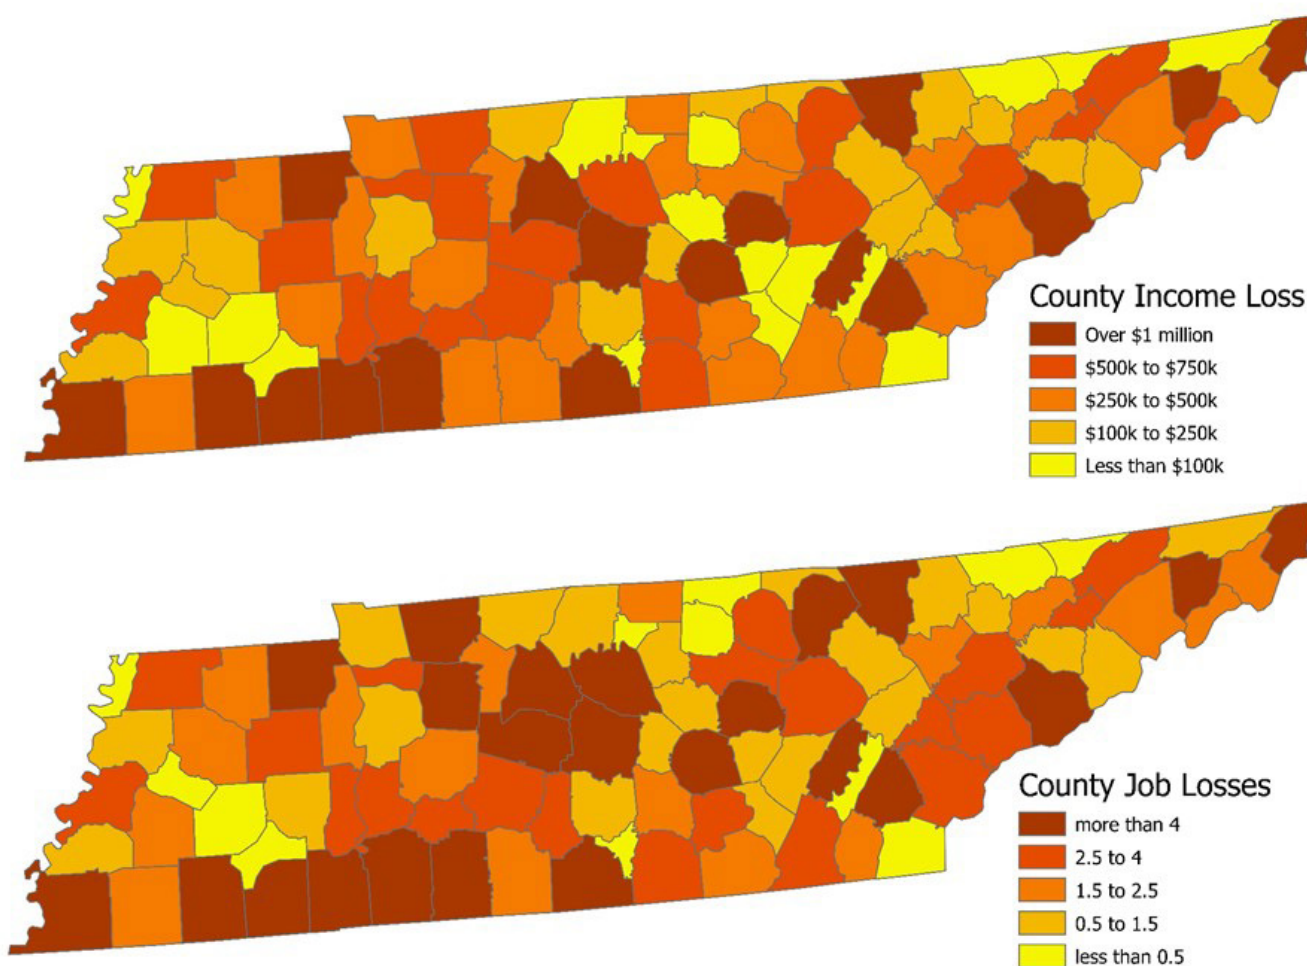 County Income Loss
Over $1 million
$500k to $750k
$250k to $500k
$100k to $250k
Less than $100k
County Job Losses
more than 4
2.5 to 4
1.5 to 2.5
0.5 to 1.5
less than 0.5